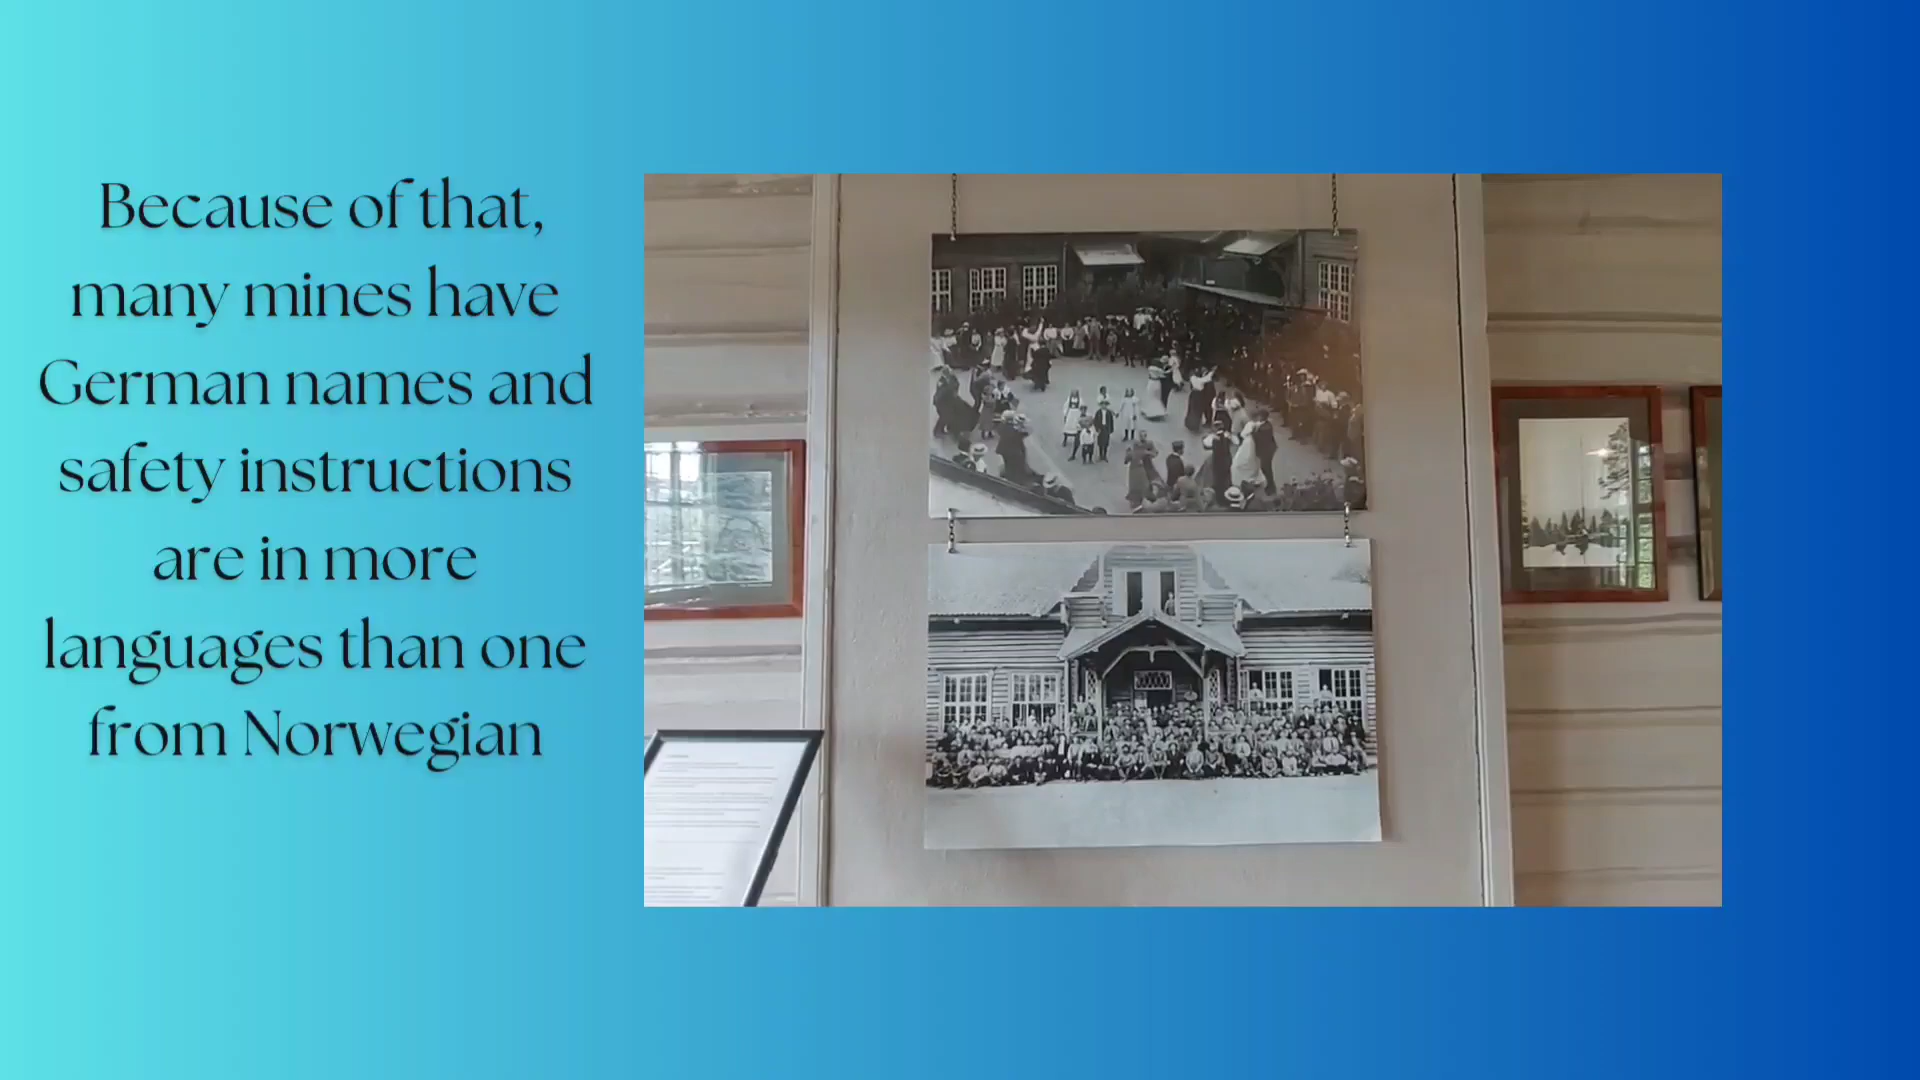 Because of that,
many mines have
German names and
safety instructions
are in more
languages than one
from Norwegian